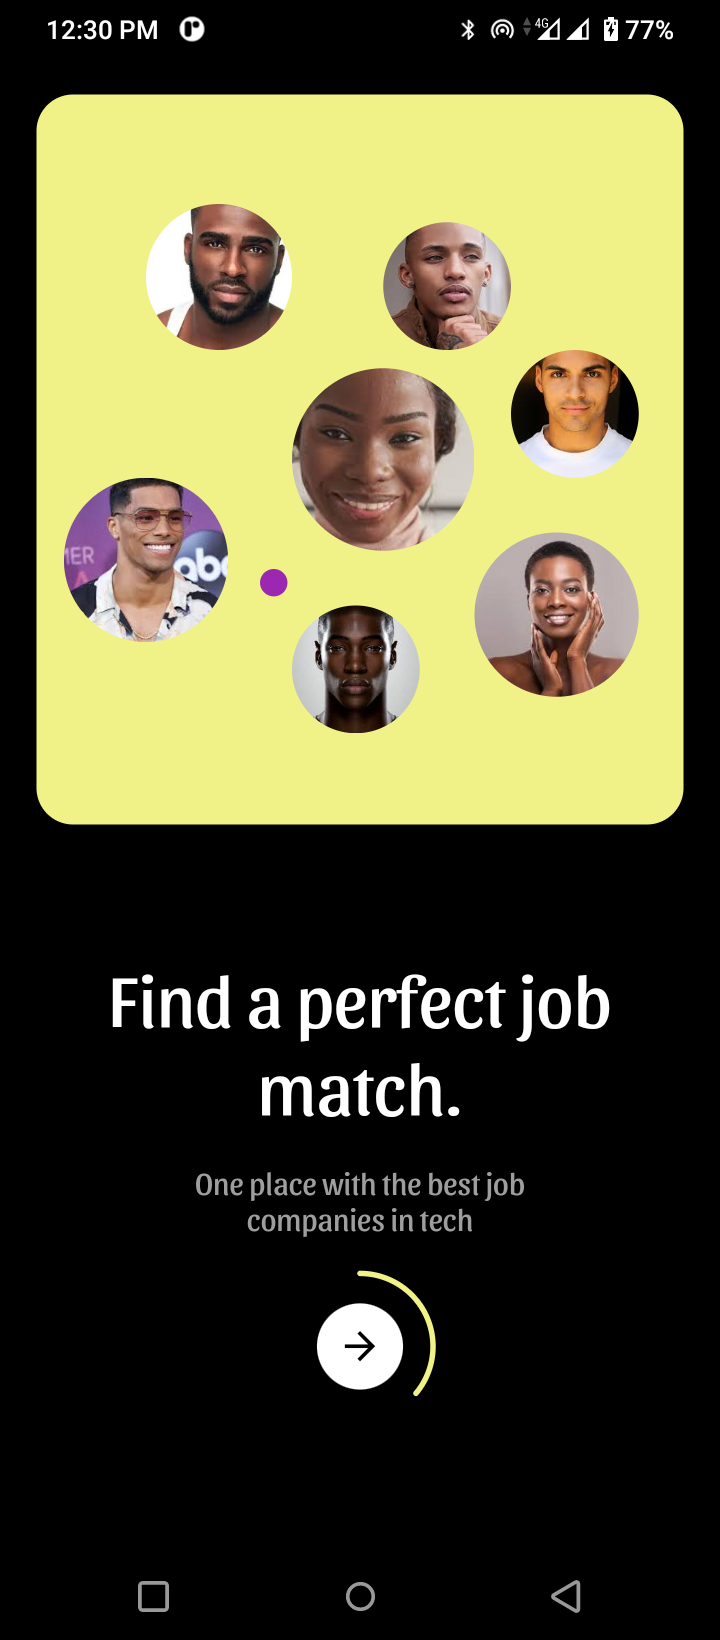 12:30 PM
4G
77%
MER
A
abc
Find a perfect job
match.
One place with the best job
companies in tech